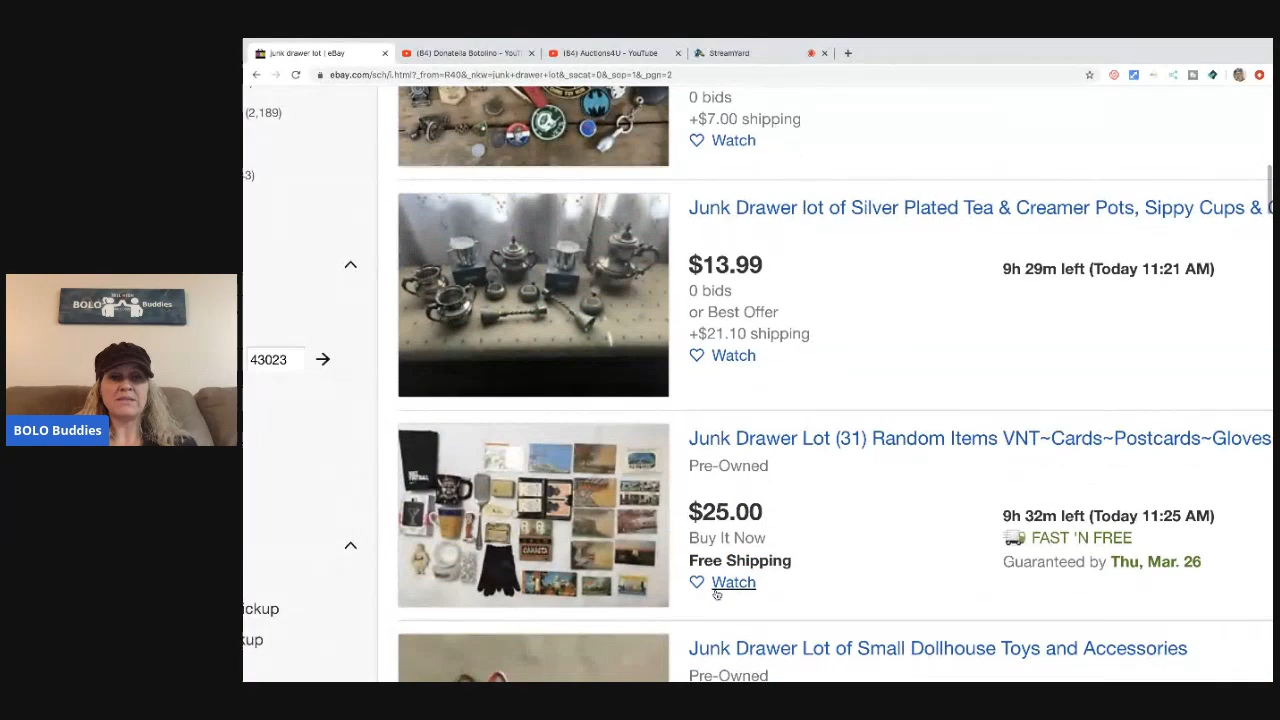 junk drawer lot | eBay
(84) Donatella Botolino - YouT
(84) Auctions4U - YouTube
StreamYard
ebay.com/sch/i.html?_from=R40&_nkw=junk+drawer+lot&_sacat=0&_sop=1&_pgn=2
(2,189)
3)
0 bids
+$7.00 shipping
Watch
Junk Drawer lot of Silver Plated Tea & Creamer Pots, Sippy Cups &
$13.99
9h 29m left (Today 11:21 AM)
0 bids
or Best Offer
+$21.10 shipping
Watch
43023
BOLO Buddies
BOLO Buddies
Junk Drawer Lot (31) Random Items VNT~Cards~Postcards~Gloves
Pre-Owned
$25.00
9h 32m left (Today 11:25 AM)
Buy It Now
FAST 'N FREE
Free Shipping
Guaranteed by Thu, Mar. 26
Watch
ickup
kup
Junk Drawer Lot of Small Dollhouse Toys and Accessories
Pre-Owned